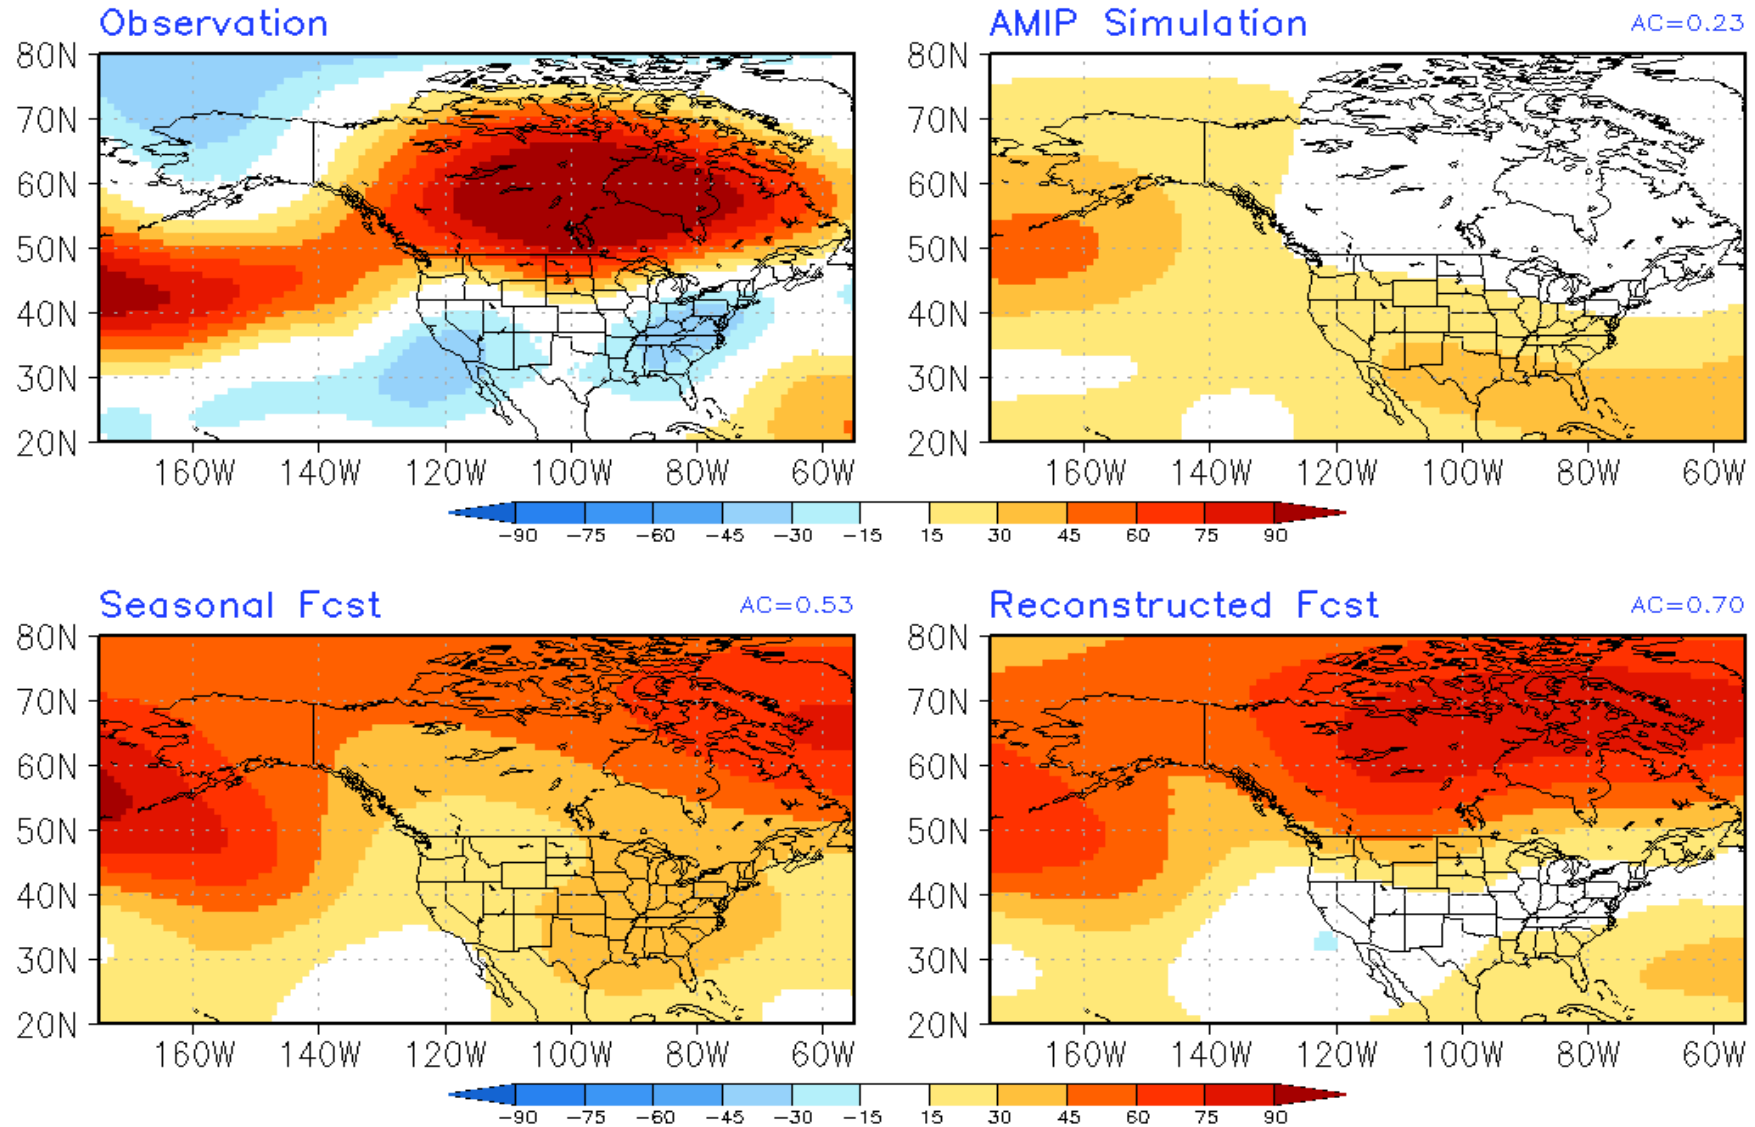 Observation
AMIP Simulation AC=0.23
80N 80N
70N 70N
60N 60N
50N 50N
40N 40N
30N 30N
20N 20N
160W 140W 120W 100W 80W 60W 160W 140W 120W 100W 80W 60W
-90 -75 -60 -45 -30 -15 15 30 45 60 75 90
Seasonal Fcst AC=0.53
Reconstructed Fcst AC=0.70
80N 80N
70N 70N
60N 60N
50N 50N
40N 40N
30N 30N
20N 20N
160W 140W 120W 100W 80W 60W 160W 140W 120W 100W 80W 60W
-90 -75 -60 -45 -30 -15 15 30 45 60 75 90